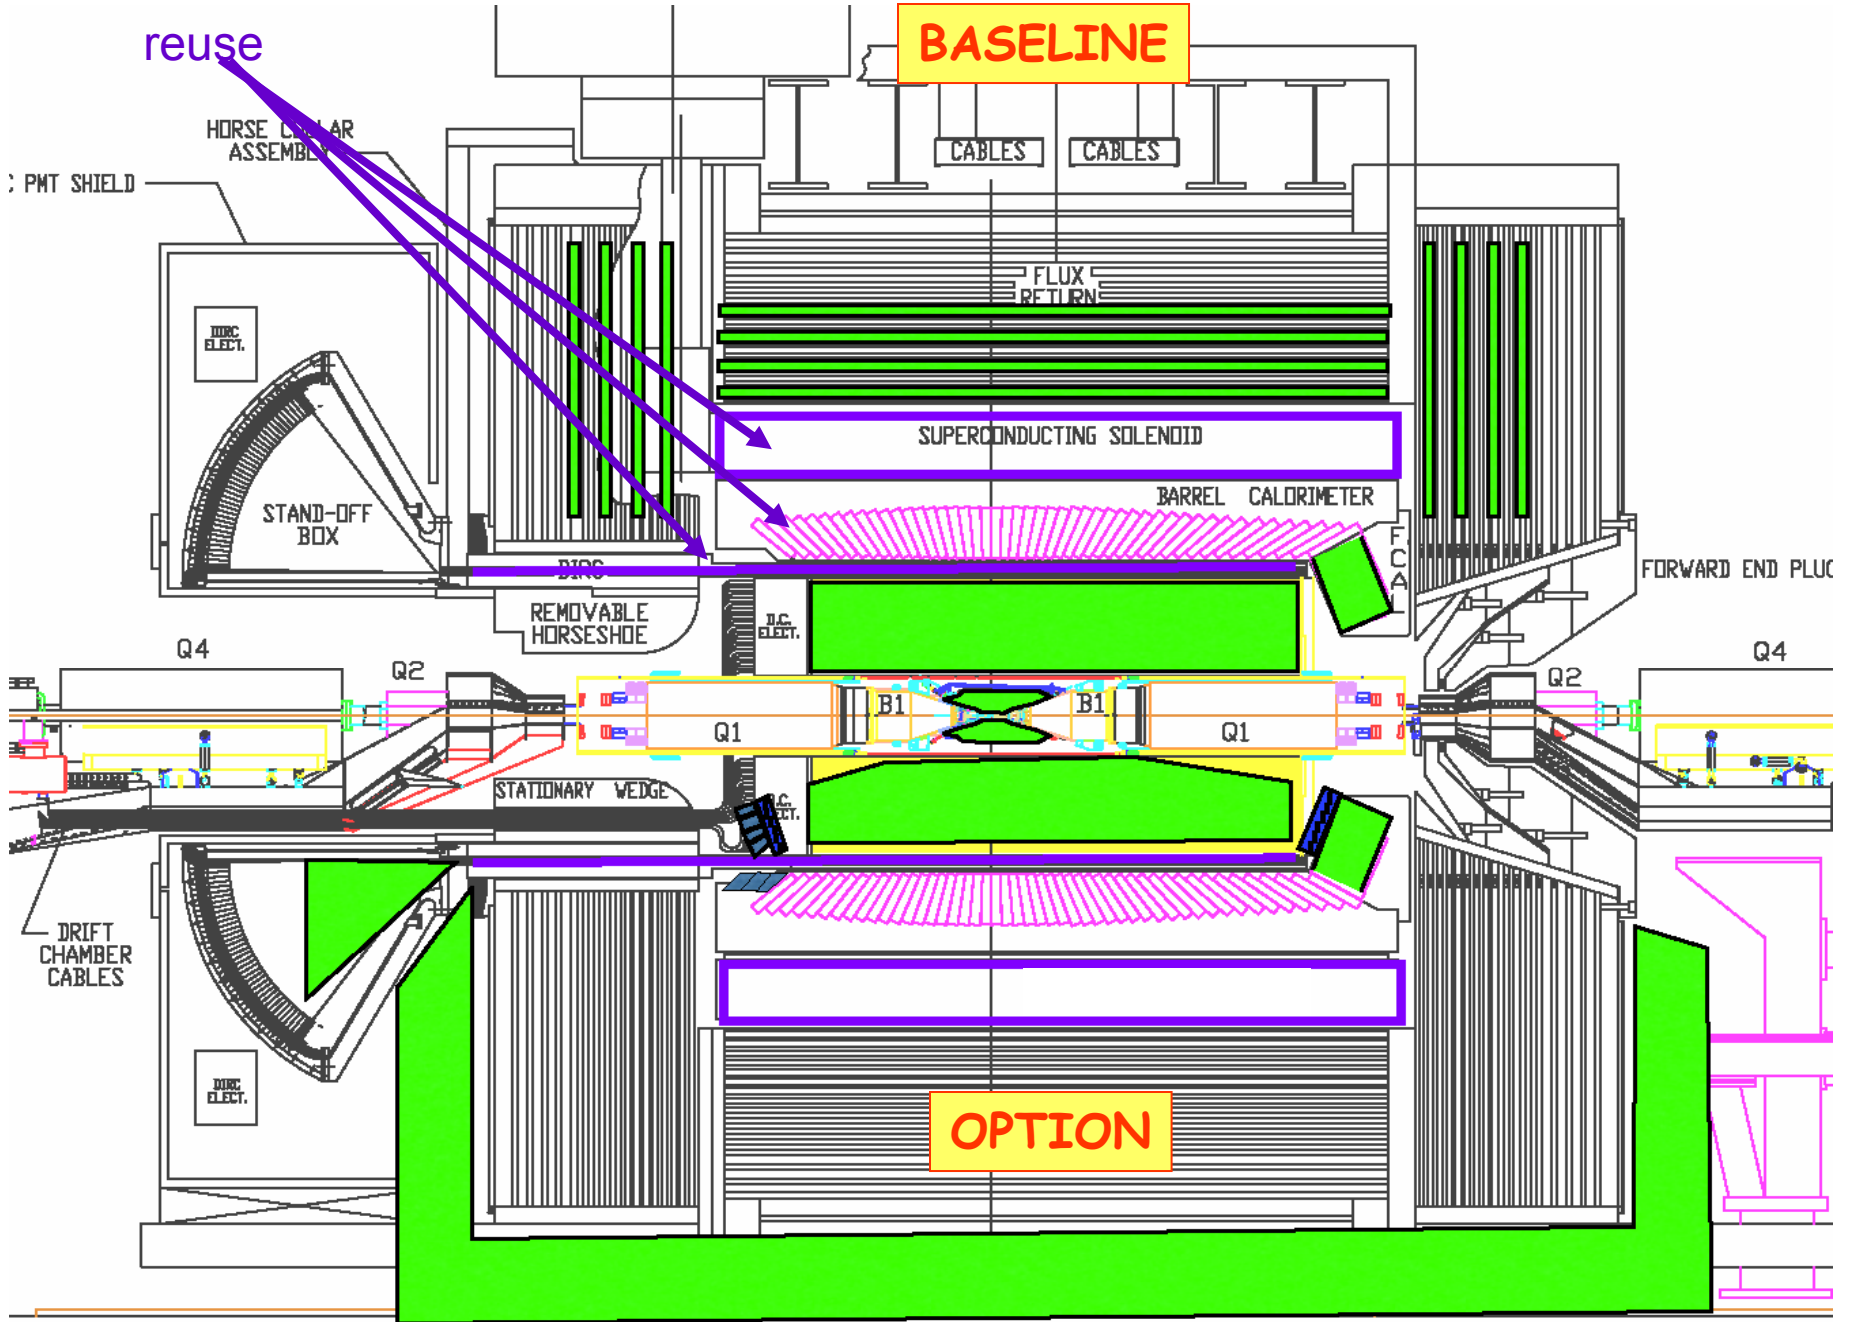 reuse
BASELINE
HORSE COLLAR
ASSEMBLY
CABLES
CABLES
C PMT SHIELD
FLUX
RETURN
DIRC
ELECT.
SUPERCONDUCTING SOLENOID
BARREL CALORIMETER
STAND-OFF
BOX
F.
C
A
L
DIRC
FORWARD END PLUG
REMOVABLE
HORSESHOE
D.C.
ELECT.
Q4
Q2
Q2
Q4
B1
B1
Q1
Q1
STATIONARY WEDGE
D.C.
ELECT.
DRIFT
CHAMBER
CABLES
DIRC
ELECT.
OPTION